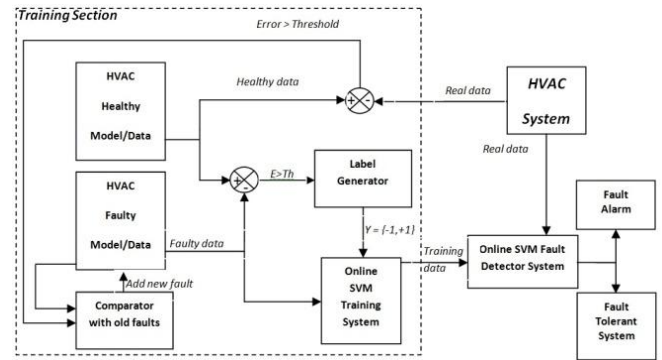 Training Section
Error > Threshold
HVAC
Healthy
Model/Data
Healthy data
+
-
Real data
HVAC
System
Real data
HVAC
Faulty
Model/Data
+
-
E>Th
Label
Generator
Fault
Alarm
Y = {-1,+1}
Faulty data
Training
data
Online SVM Fault
Detector System
Add new fault
Online
SVM
Training
System
Comparator
with old faults
Fault
Tolerant
System